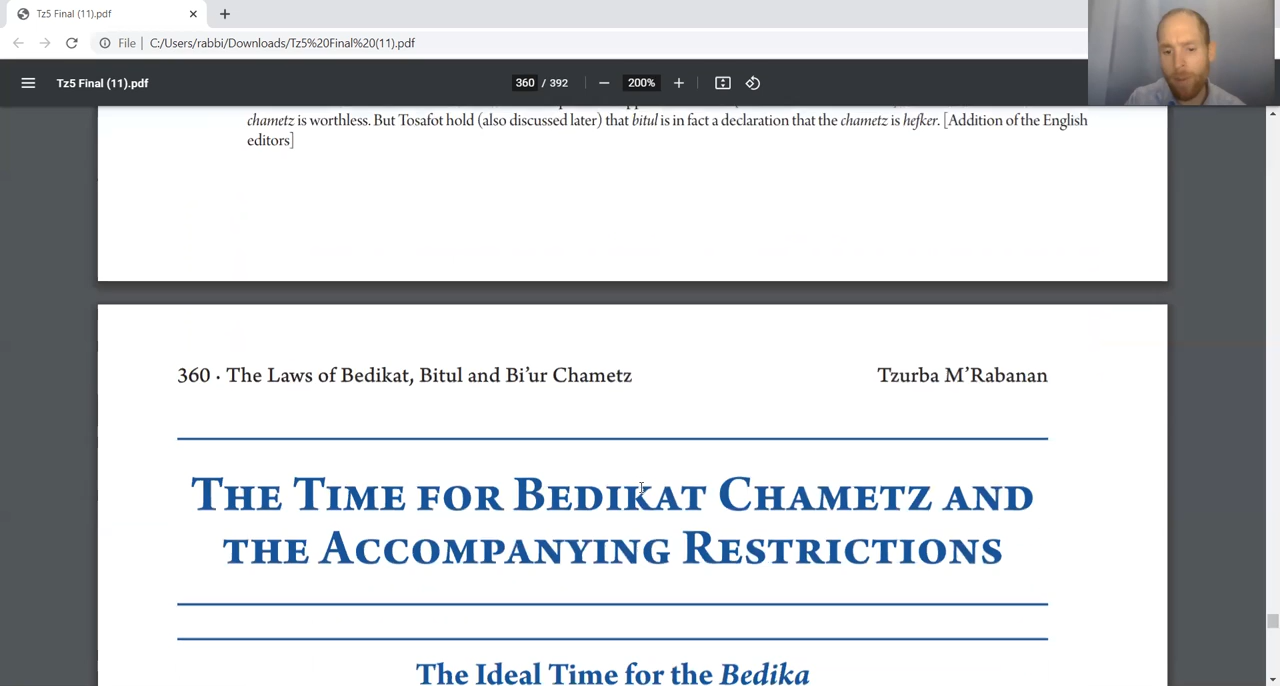 Tz5 Final (11).pdf
File | C:/Users/rabbi/Downloads/Tz5%20Final%20(11).pdf
Tz5 Final (11).pdf
360 / 392
200%
chametz is worthless. But Tosafot hold (also discussed later) that bitul is in fact a declaration that the chametz is hefker. [Addition of the English
editors]
360 · The Laws of Bedikat, Bitul and Bi’ur Chametz
Tzurba M’Rabanan
The Time for Bedikat Chametz and
the Accompanying Restrictions
The Ideal Time for the Bedika